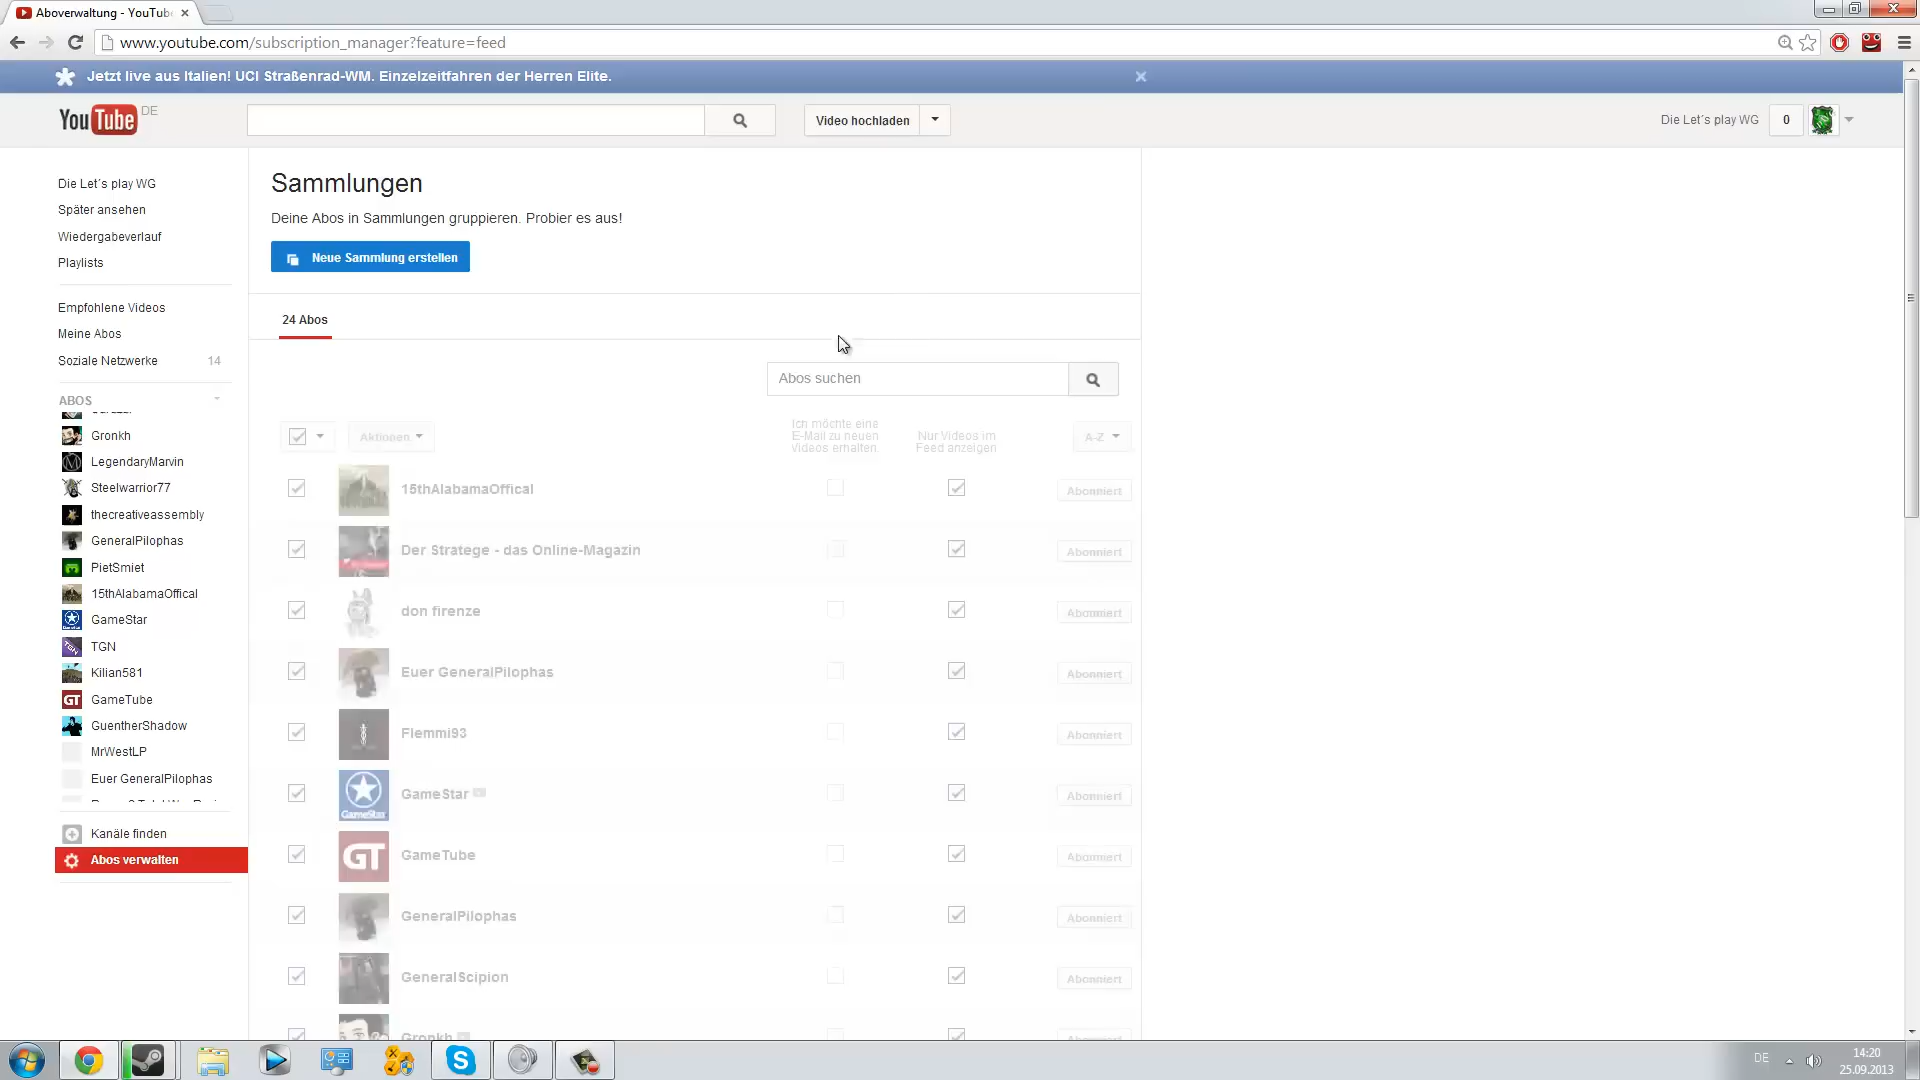 Aboverwaltung - YouTube
www.youtube.com/subscription_manager?feature=feed
Jetzt live aus Italien! UCI Straßenrad-WM. Einzelzeitfahren der Herren Elite.
YouTube DE
Video hochladen
Die Let´s play WG
0
Die Let´s play WG
Später ansehen
Wiedergabeverlauf
Playlists
Empfohlene Videos
Meine Abos
Soziale Netzwerke 14
ABOS
Gronkh
LegendaryMarvin
Steelwarrior77
thecreativeassembly
GeneralPilophas
PietSmiet
15thAlabamaOffical
GameStar
TGN
Kilian581
GameTube
GuentherShadow
MrWestLP
Euer GeneralPilophas
Kanäle finden
Abos verwalten
Sammlungen
Deine Abos in Sammlungen gruppieren. Probier es aus!
Neue Sammlung erstellen
24 Abos
Abos suchen
Aktionen
Ich möchte eine
E-Mail zu neuen
Videos erhalten.
Nur Videos im
Feed anzeigen
A-Z
15thAlabamaOffical
Abonniert
Der Stratege - das Online-Magazin
Abonniert
don firenze
Abonniert
Euer GeneralPilophas
Abonniert
Flemmi93
Abonniert
GameStar
GameStar
Abonniert
GT
GameTube
Abonniert
GeneralPilophas
Abonniert
GeneralScipion
Abonniert
Gronkh
DE
14:20
25.09.2013